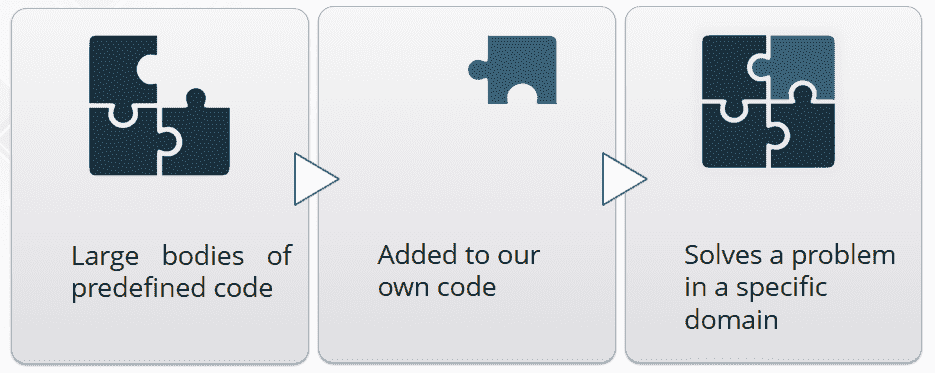 Large bodies of
predefined code
Added to our
own code
Solves a problem
in a specific
domain